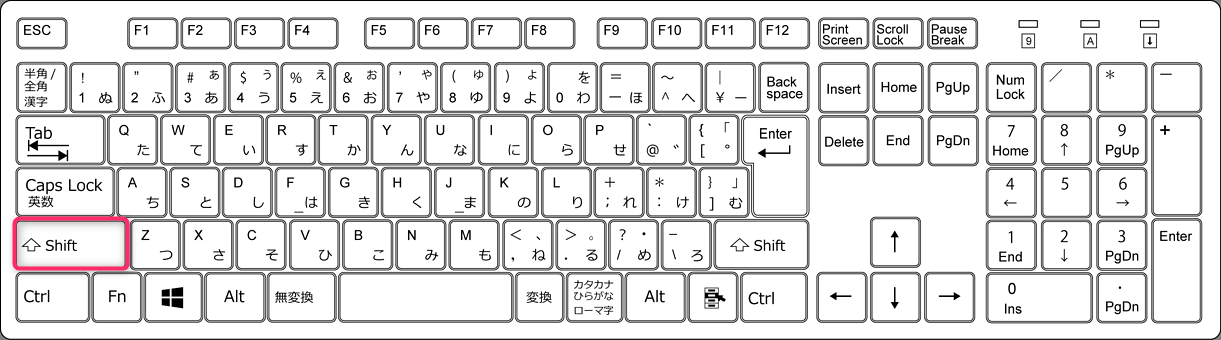 ESC F1 F2 F3 F4 F5 F6 F7 F8 F9 F10 F11 F12 Print Screen Scroll Lock Pause Break 9 A
半角/ 全角 漢字 ! 1 ぬ " 2 ふ # ぁ 3 あ $ ぅ 4 う % ぇ 5 え & ぉ 6 お ' ゃ 7 や ( ゅ 8 ゆ ) ょ 9 よ を 0 わ = ー ほ ~ ^ へ | ¥ ー Back space Insert Home PgUp Num Lock / * −
Tab Q た W て E い R す T か Y ん U な I に O ら P せ ` @ ゛ { 「 [ ° Enter Delete End PgDn 7 Home 8 ↑ 9 PgUp +
Caps Lock 英数 A ち S と D し F _ は G き H く J _ ま K の L り + ; れ * : け } 」 ] む 4 ← 5 6 →
Shift Z つ X さ C そ V ひ B こ N み M も < 、 , ね > 。 . る ? ・ / め _ \ ろ Shift ↑ 1 End 2 ↓ 3 PgDn Enter
Ctrl Fn Alt 無変換 変換 カタカナ ひらがな ローマ字 Alt Ctrl ← ↓ → 0 Ins . PgDn